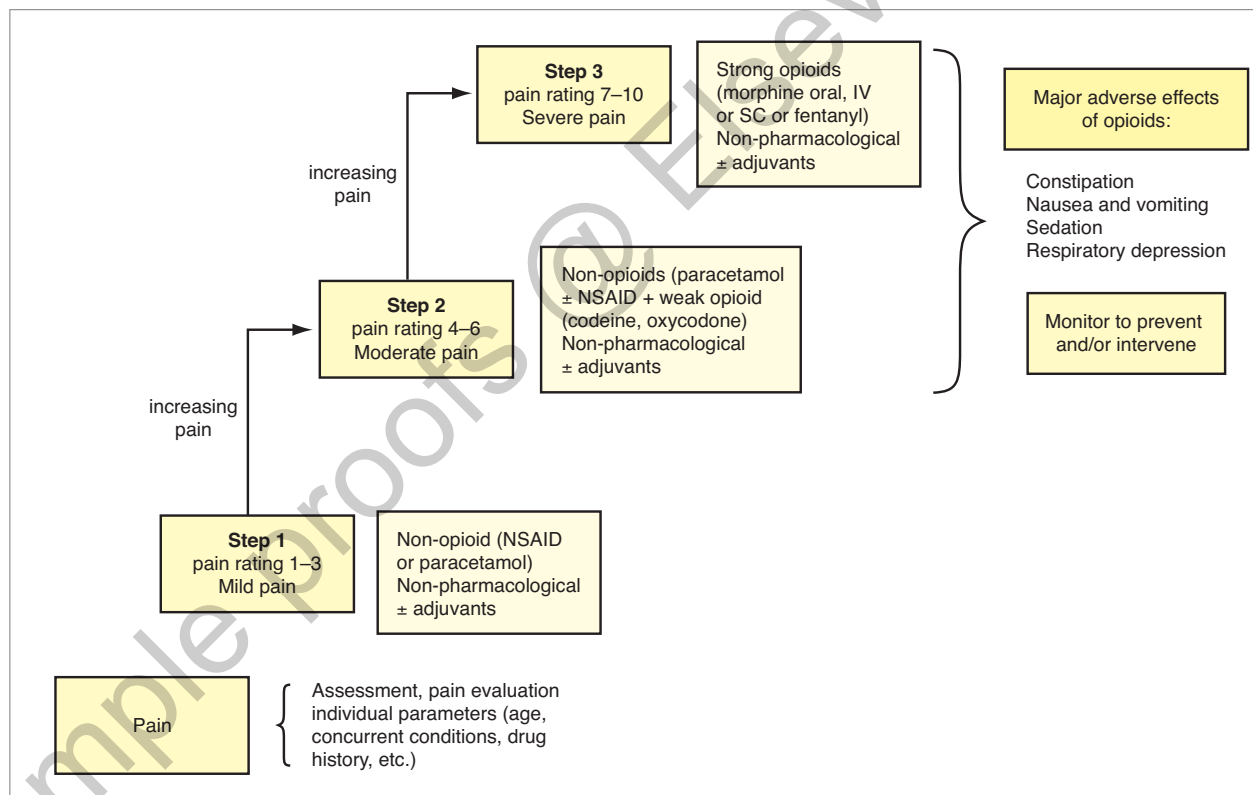 Step 3
pain rating 7–10
Severe pain
Strong opioids
(morphine oral, IV
or SC or fentanyl)
Non-pharmacological
± adjuvants
Major adverse effects
of opioids:
Constipation
Nausea and vomiting
Sedation
Respiratory depression
Monitor to prevent
and/or intervene
increasing
pain
Step 2
pain rating 4–6
Moderate pain
Non-opioids (paracetamol
± NSAID + weak opioid
(codeine, oxycodone)
Non-pharmacological
± adjuvants
increasing
pain
Step 1
pain rating 1–3
Mild pain
Non-opioid (NSAID
or paracetamol)
Non-pharmacological
± adjuvants
Pain
Assessment, pain evaluation
individual parameters (age,
concurrent conditions, drug
history, etc.)
mple proofs @ Else